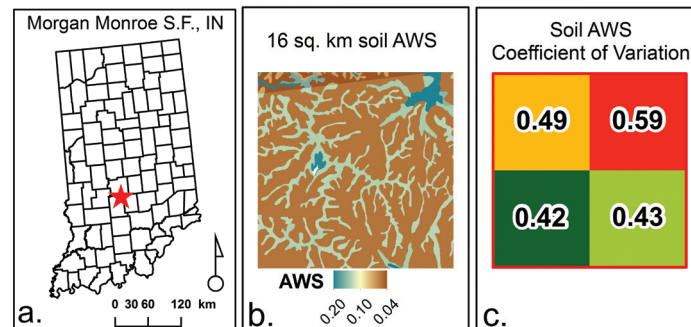 Morgan Monroe S.F., IN
0 30 60 120 km
a.
16 sq. km soil AWS
AWS
0.20 0.10 0.04
b.
Soil AWS
Coefficient of Variation
0.49 0.59
0.42 0.43
c.